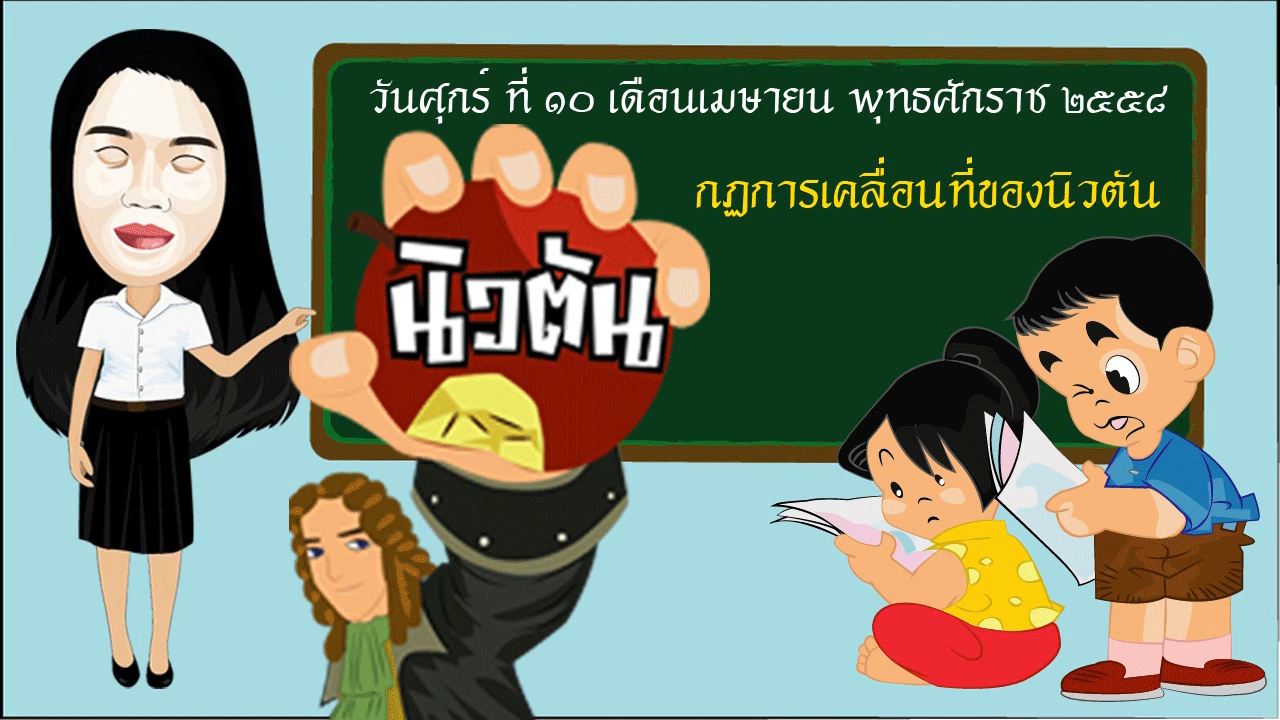 วันศุกร์ ที่ ๑๐ เดือนเมษายน พุทธศักราช ๒๕๕๘
กฏการเคลื่อนที่ของนิวตัน
นิวตัน